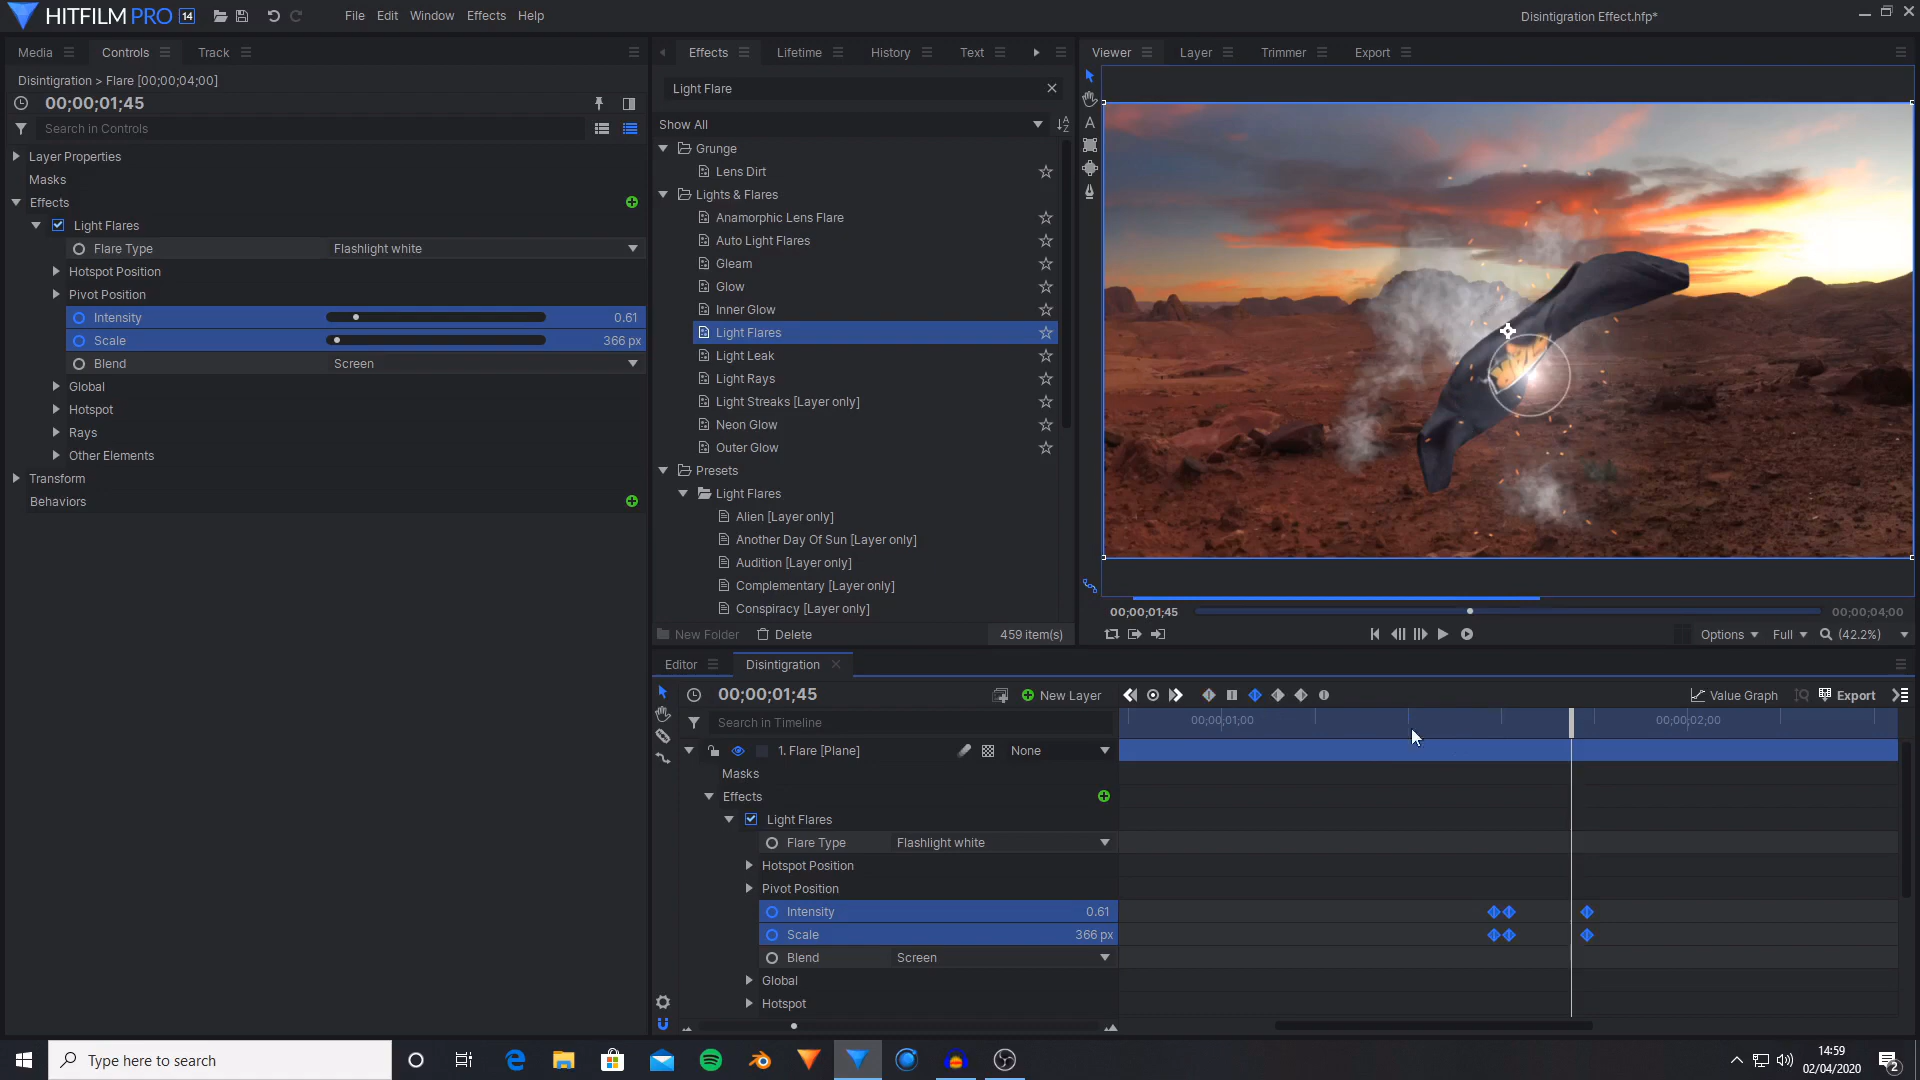 HITFILM PRO 14
File Edit Window Effects Help
Disintigration Effect.hfp*
Media Controls Track
Disintigration > Flare [00;00;04;00]
00;00;01;45
Search in Controls
Layer Properties
Masks
Effects
Light Flares
Flare Type Flashlight white
Hotspot Position
Pivot Position
Intensity 0.61
Scale 366 px
Blend Screen
Global
Hotspot
Rays
Other Elements
Transform
Behaviors
Effects Lifetime History Text
Light Flare
Show All
Grunge
Lens Dirt
Lights & Flares
Anamorphic Lens Flare
Auto Light Flares
Gleam
Glow
Inner Glow
Light Flares
Light Leak
Light Rays
Light Streaks [Layer only]
Neon Glow
Outer Glow
Presets
Light Flares
Alien [Layer only]
Another Day Of Sun [Layer only]
Audition [Layer only]
Complementary [Layer only]
Conspiracy [Layer only]
New Folder Delete 459 item(s)
Viewer Layer Trimmer Export
A
00;00;01;45 00;00;04;00
Options Full (42.2%)
Editor Disintigration
00;00;01;45 New Layer Value Graph Export
Search in Timeline
00;00;01;00 00;00;02;00
1. Flare [Plane] None
Masks
Effects
Light Flares
Flare Type Flashlight white
Hotspot Position
Pivot Position
Intensity 0.61
Scale 366 px
Blend Screen
Global
Hotspot
Type here to search
14:59
02/04/2020
2